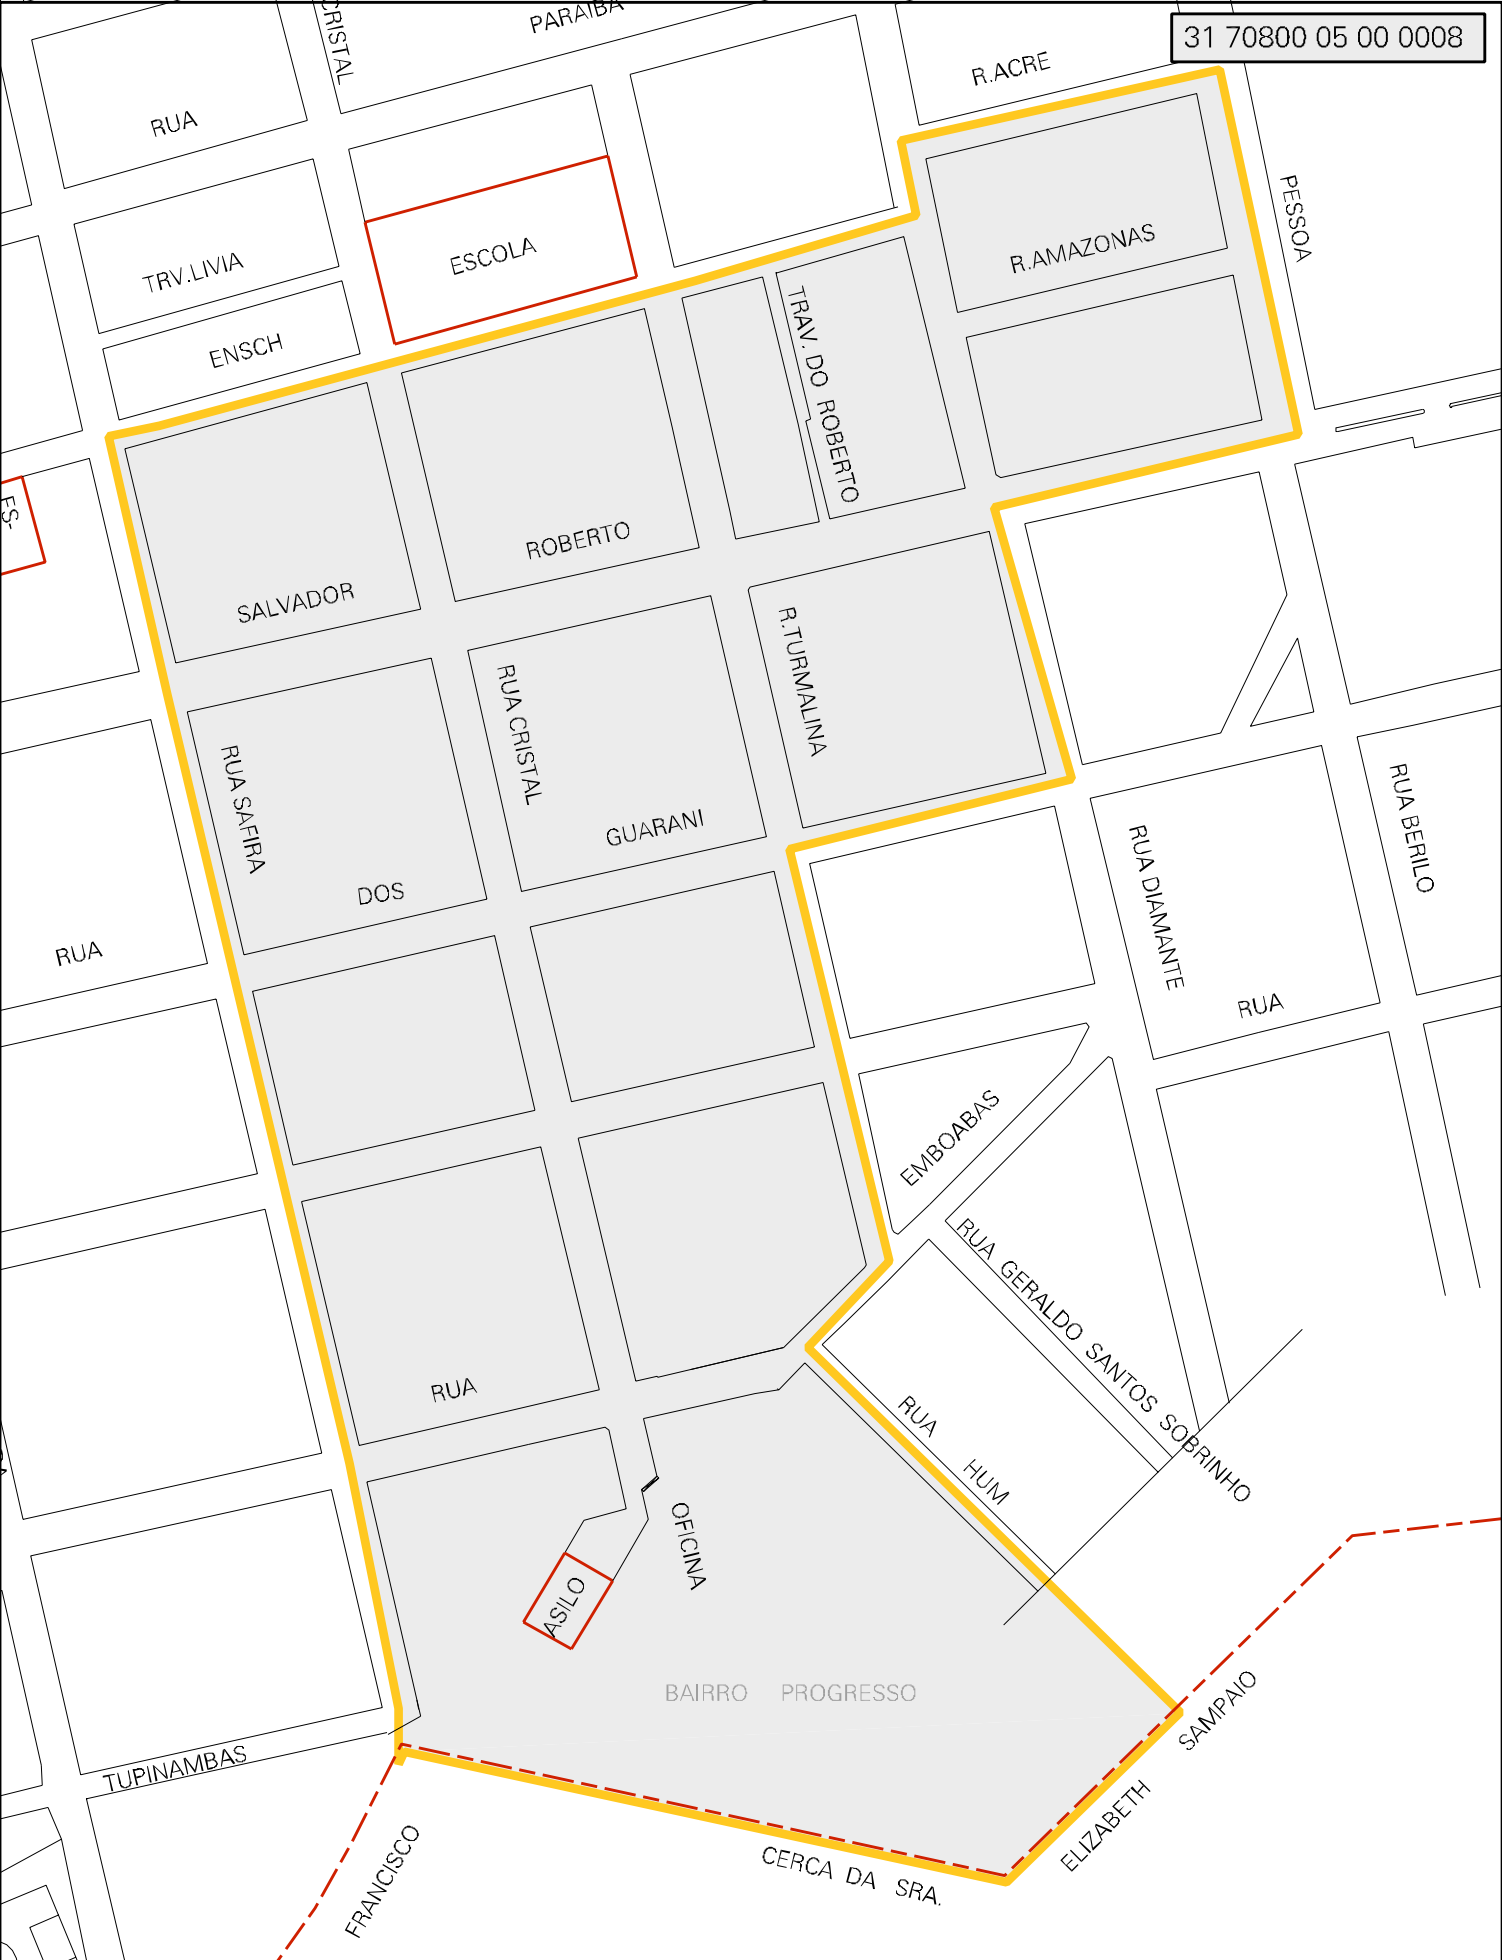 CRISTAL
PARAIBA
31 70800 05 00 0008
R.ACRE
RUA
PESSOA
TRV.LIVIA
ESCOLA
R.AMAZONAS
ENSCH
TRAV. DO ROBERTO
ES-
ROBERTO
SALVADOR
R.TURMALINA
RUA CRISTAL
RUA SAFIRA
GUARANI
DOS
RUA BERILO
RUA DIAMANTE
RUA
RUA
EMBOABAS
RUA GERALDO SANTOS SOBRINHO
RUA
RUA
HUM
OFICINA
ASILO
BAIRRO PROGRESSO
SAMPAIO
TUPINAMBAS
ELIZABETH
FRANCISCO
CERCA DA SRA.